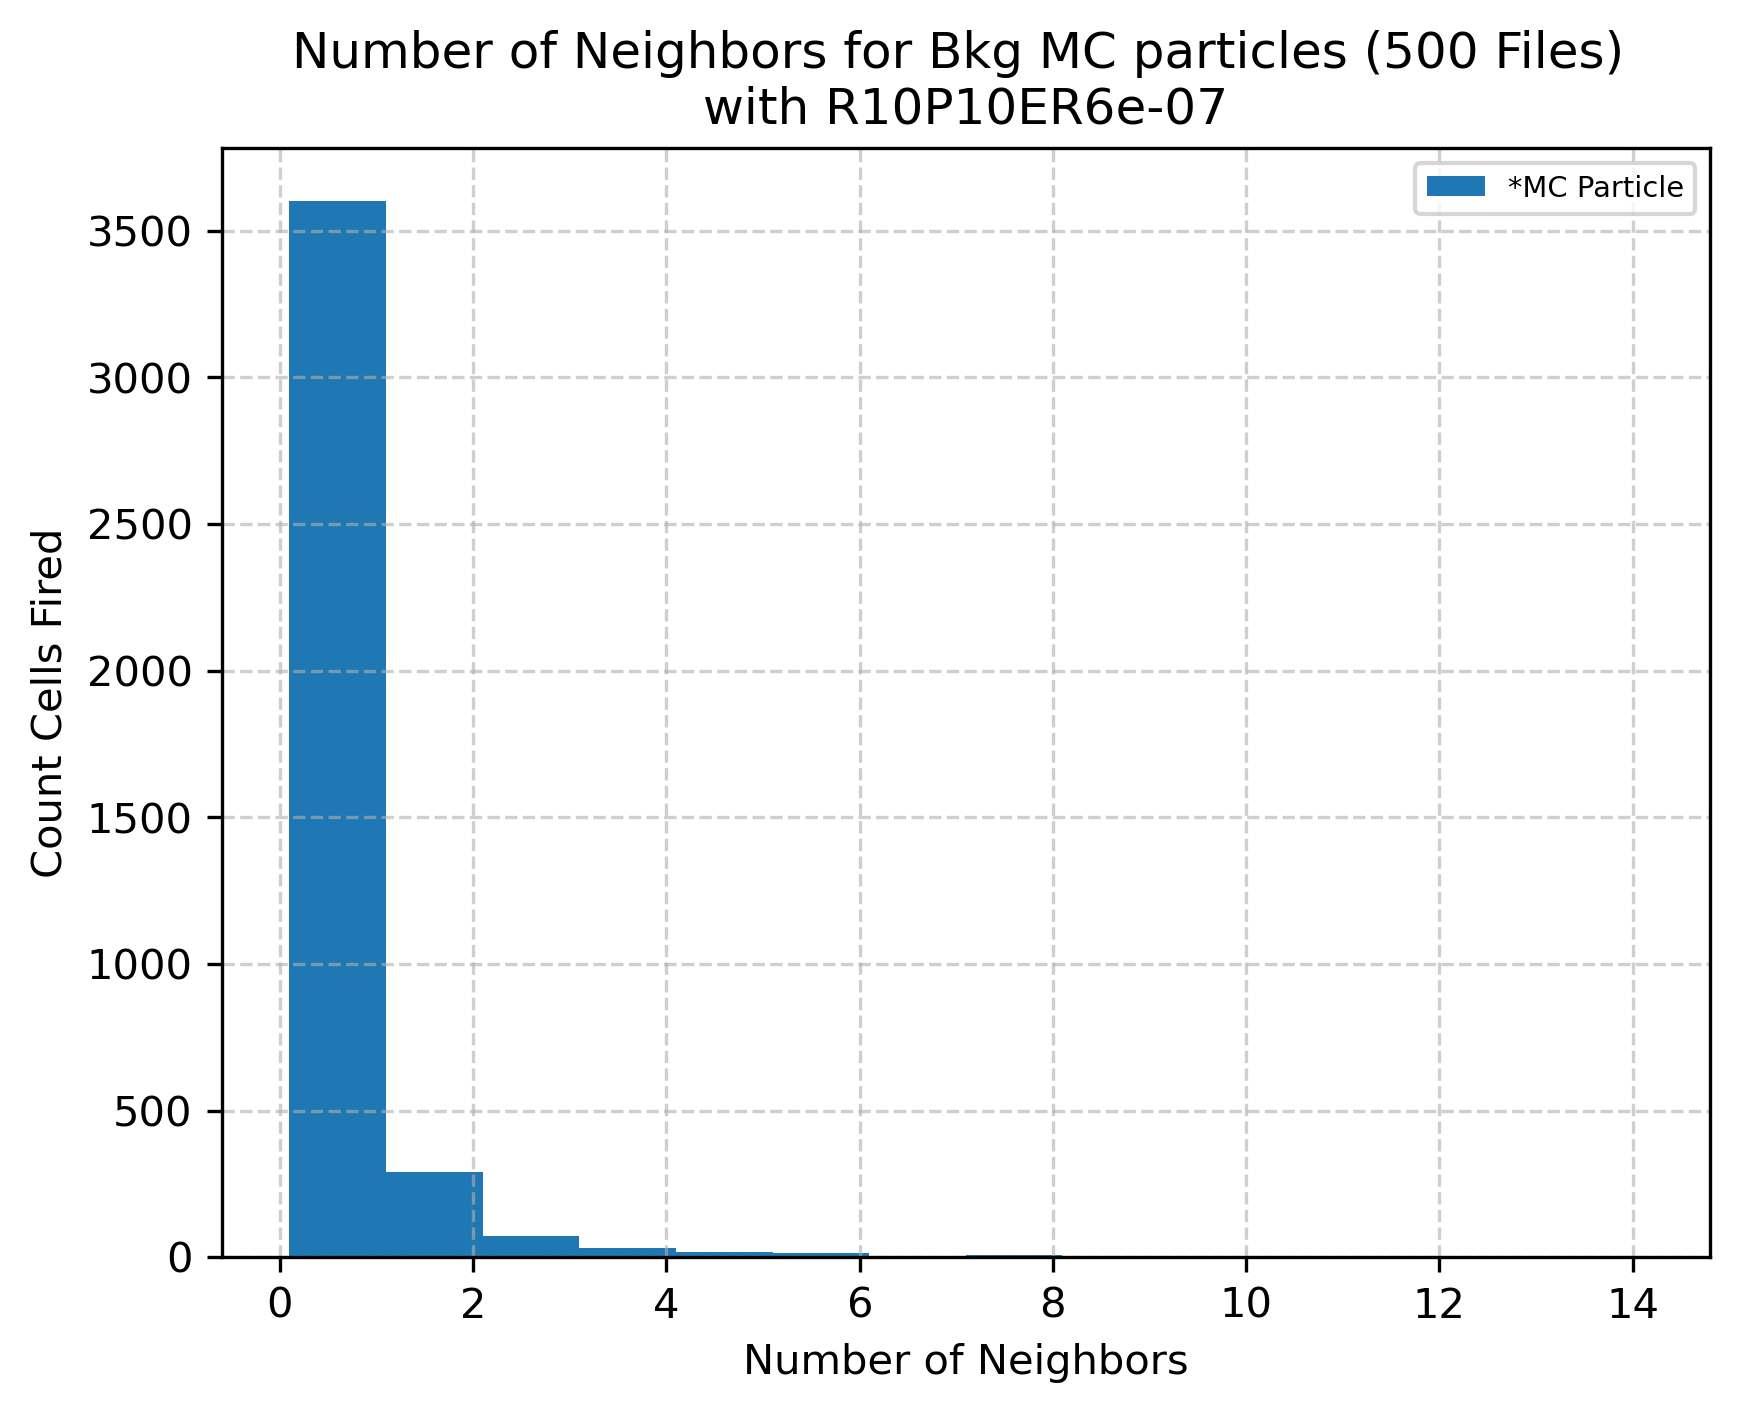 Number of Neighbors for Bkg MC particles (500 Files)
with R10P10ER6e-07
*MC Particle
Count Cells Fired
3500
3000
2500
2000
1500
1000
500
0
0 2 4 6 8 10 12 14
Number of Neighbors